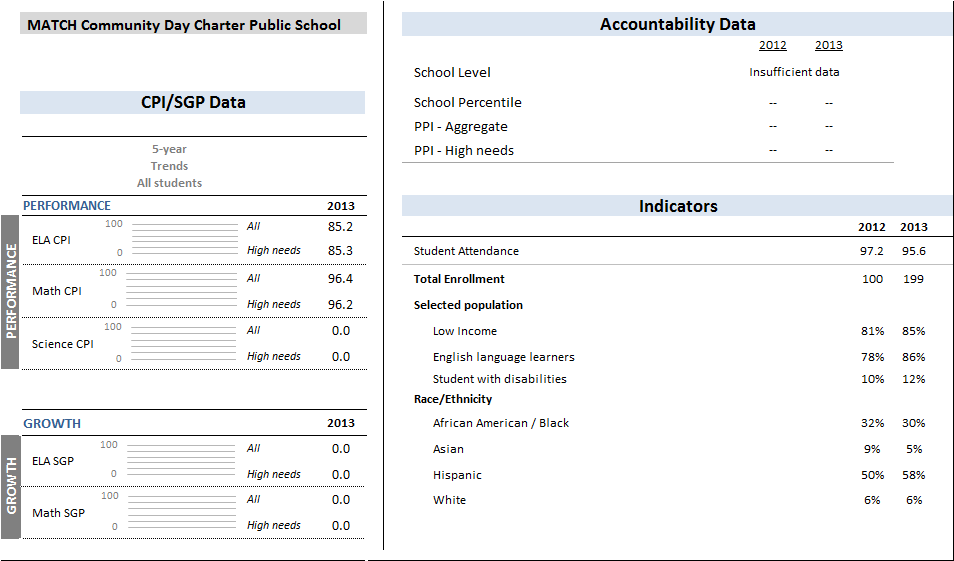 MATCH Community Day Charter Public School
CPI/SGP Data
5-year
Trends
All students
PERFORMANCE 2013
PERFORMANCE
ELA CPI 100 0 All 85.2
High needs 85.3
Math CPI 100 0 All 96.4
High needs 96.2
Science CPI 100 0 All 0.0
High needs 0.0
GROWTH 2013
GROWTH
ELA SGP 100 0 All 0.0
High needs 0.0
Math SGP 100 0 All 0.0
High needs 0.0
Accountability Data
2012 2013
School Level Insufficient data
School Percentile -- --
PPI - Aggregate -- --
PPI - High needs -- --
Indicators
2012 2013
Student Attendance 97.2 95.6
Total Enrollment 100 199
Selected population
Low Income 81% 85%
English language learners 78% 86%
Student with disabilities 10% 12%
Race/Ethnicity
African American / Black 32% 30%
Asian 9% 5%
Hispanic 50% 58%
White 6% 6%